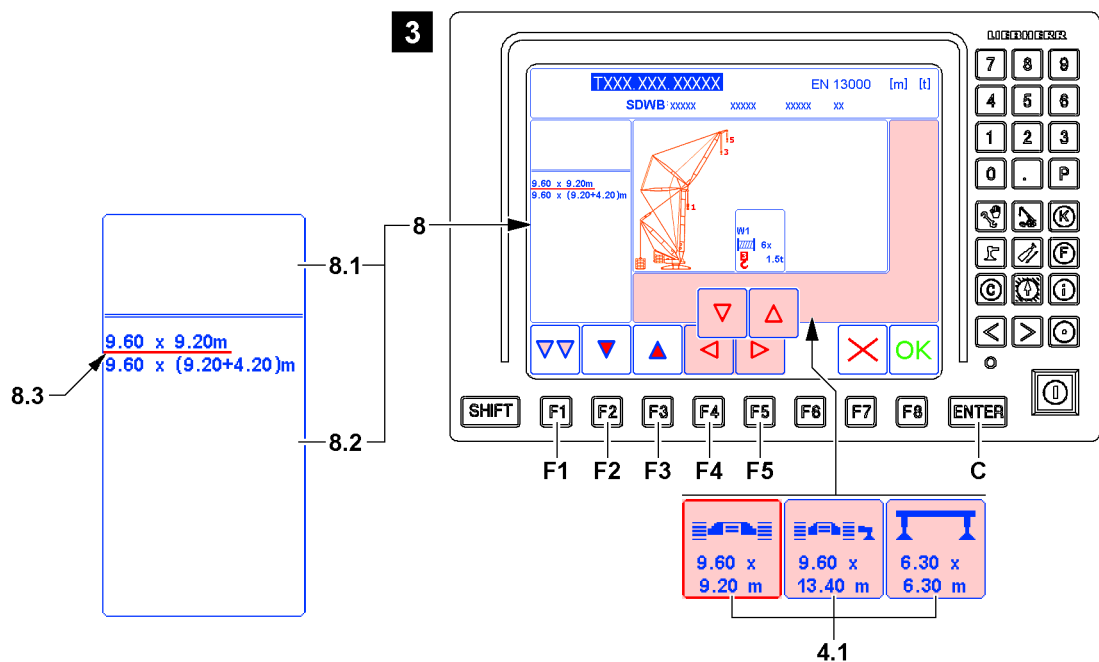 3
LIEBHERR
TXXX.XXX.XXXXX EN 13000 [m] [t]
SDWB: xxxxx xxxxx xxxxx xx
9.60 x 9.20m
9.60 x (9.20+4.20)m
5
3
1
2
W1
6x
3
1.5t
OK
7 8 9
4 5 6
1 2 3
0 . P
K
F
C i
SHIFT F1 F2 F3 F4 F5 F6 F7 F8 ENTER
F1 F2 F3 F4 F5 C
8
8.1
9.60 x 9.20m
9.60 x (9.20+4.20)m
8.3
8.2
9.60 x
9.20 m
9.60 x
13.40 m
6.30 x
6.30 m
4.1